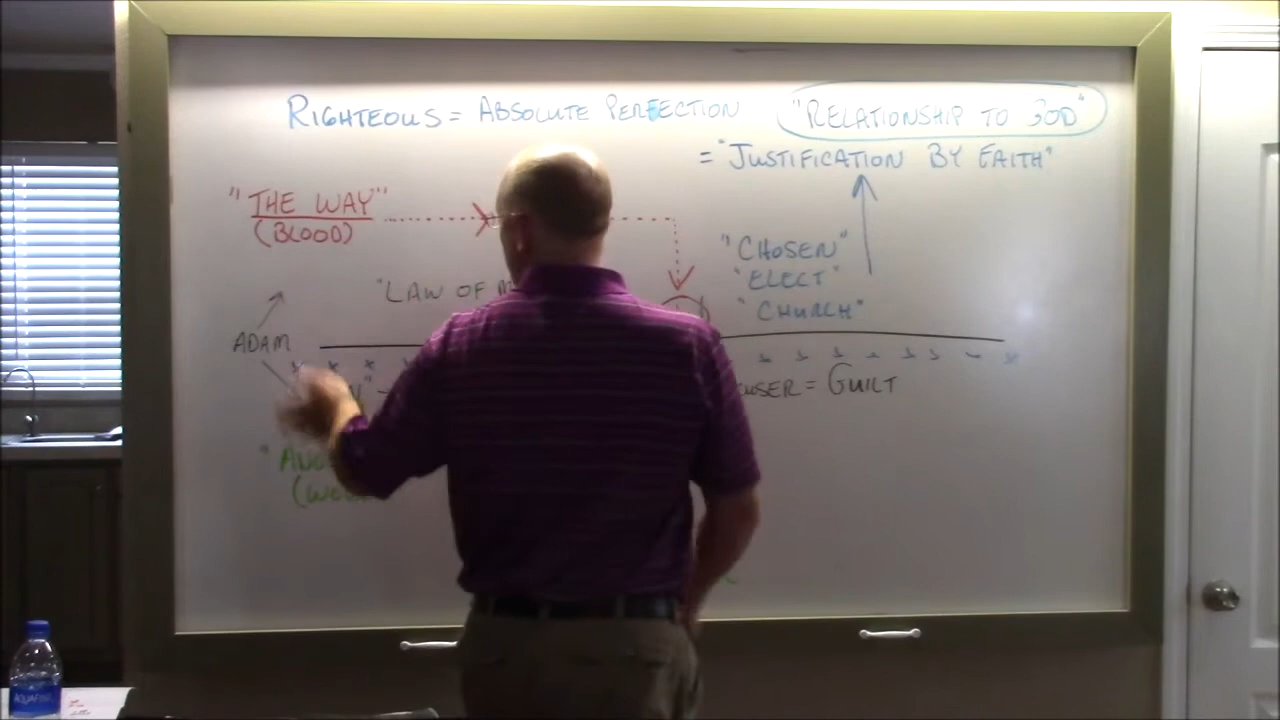 RIGHTEOUS = ABSOLUTE PERFECTION "RELATIONSHIP TO GOD"
= "JUSTIFICATION BY FAITH"
"THE WAY"
(BLOOD)
"CHOSEN"
"ELECT"
"CHURCH"
"LAW OF
ADAM
= GUILT
AQUAFINA